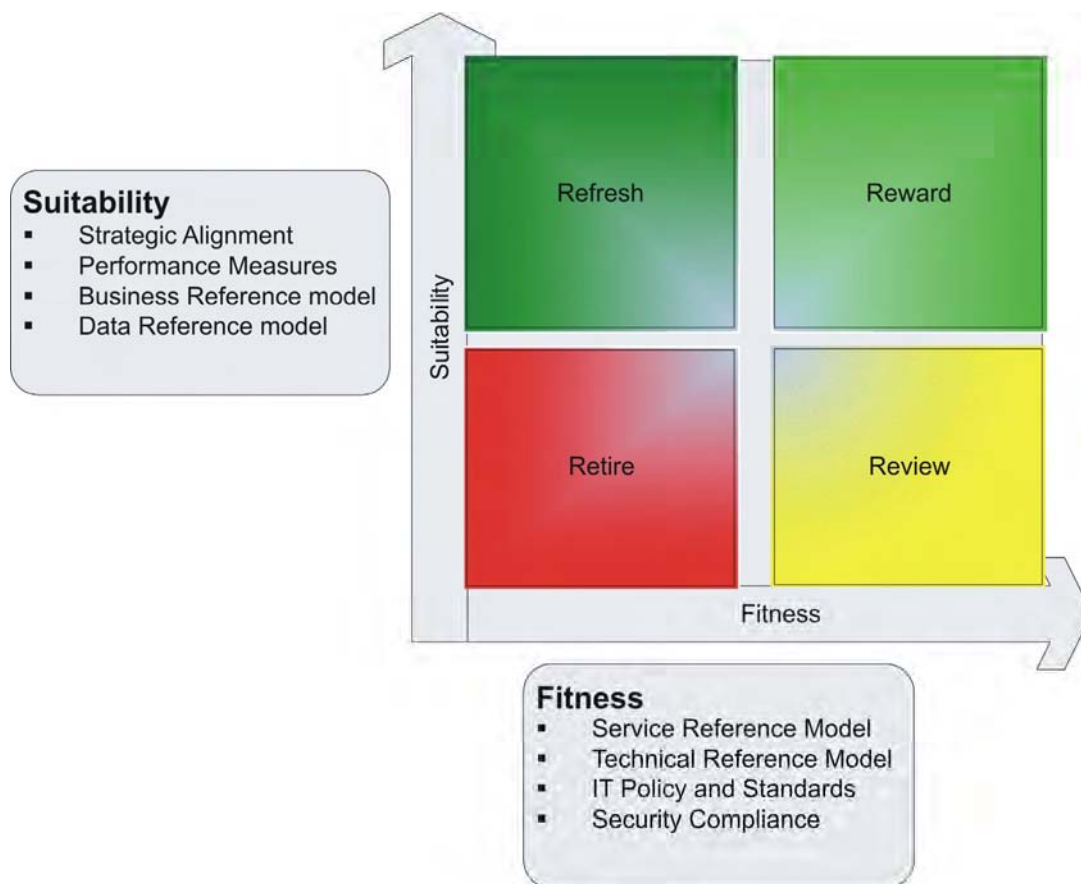 Refresh
Reward
Suitability
▪ Strategic Alignment
▪ Performance Measures
▪ Business Reference model
▪ Data Reference model
Suitability
Retire
Review
Fitness
Fitness
▪ Service Reference Model
▪ Technical Reference Model
▪ IT Policy and Standards
▪ Security Compliance